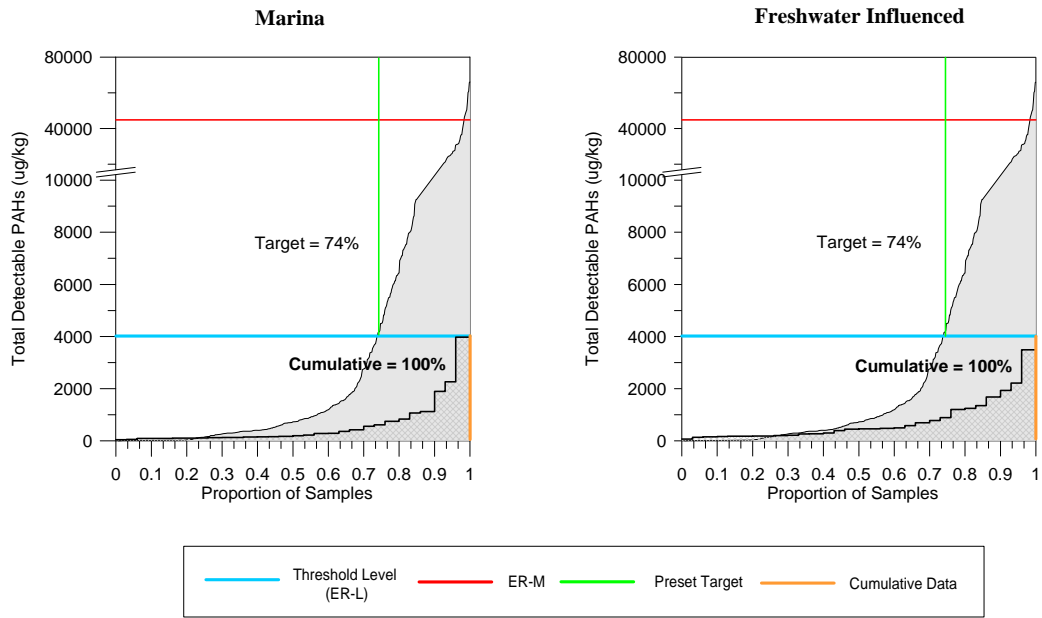 Marina
Freshwater Influenced
Total Detectable PAHs (ug/kg)
80000
40000
10000
8000
6000
4000
2000
0
Target = 74%
Cumulative = 100%
0 0.1 0.2 0.3 0.4 0.5 0.6 0.7 0.8 0.9 1
Proportion of Samples
Total Detectable PAHs (ug/kg)
80000
40000
10000
8000
6000
4000
2000
0
Target = 74%
Cumulative = 100%
0 0.1 0.2 0.3 0.4 0.5 0.6 0.7 0.8 0.9 1
Proportion of Samples
Threshold Level
(ER-L)
ER-M
Preset Target
Cumulative Data